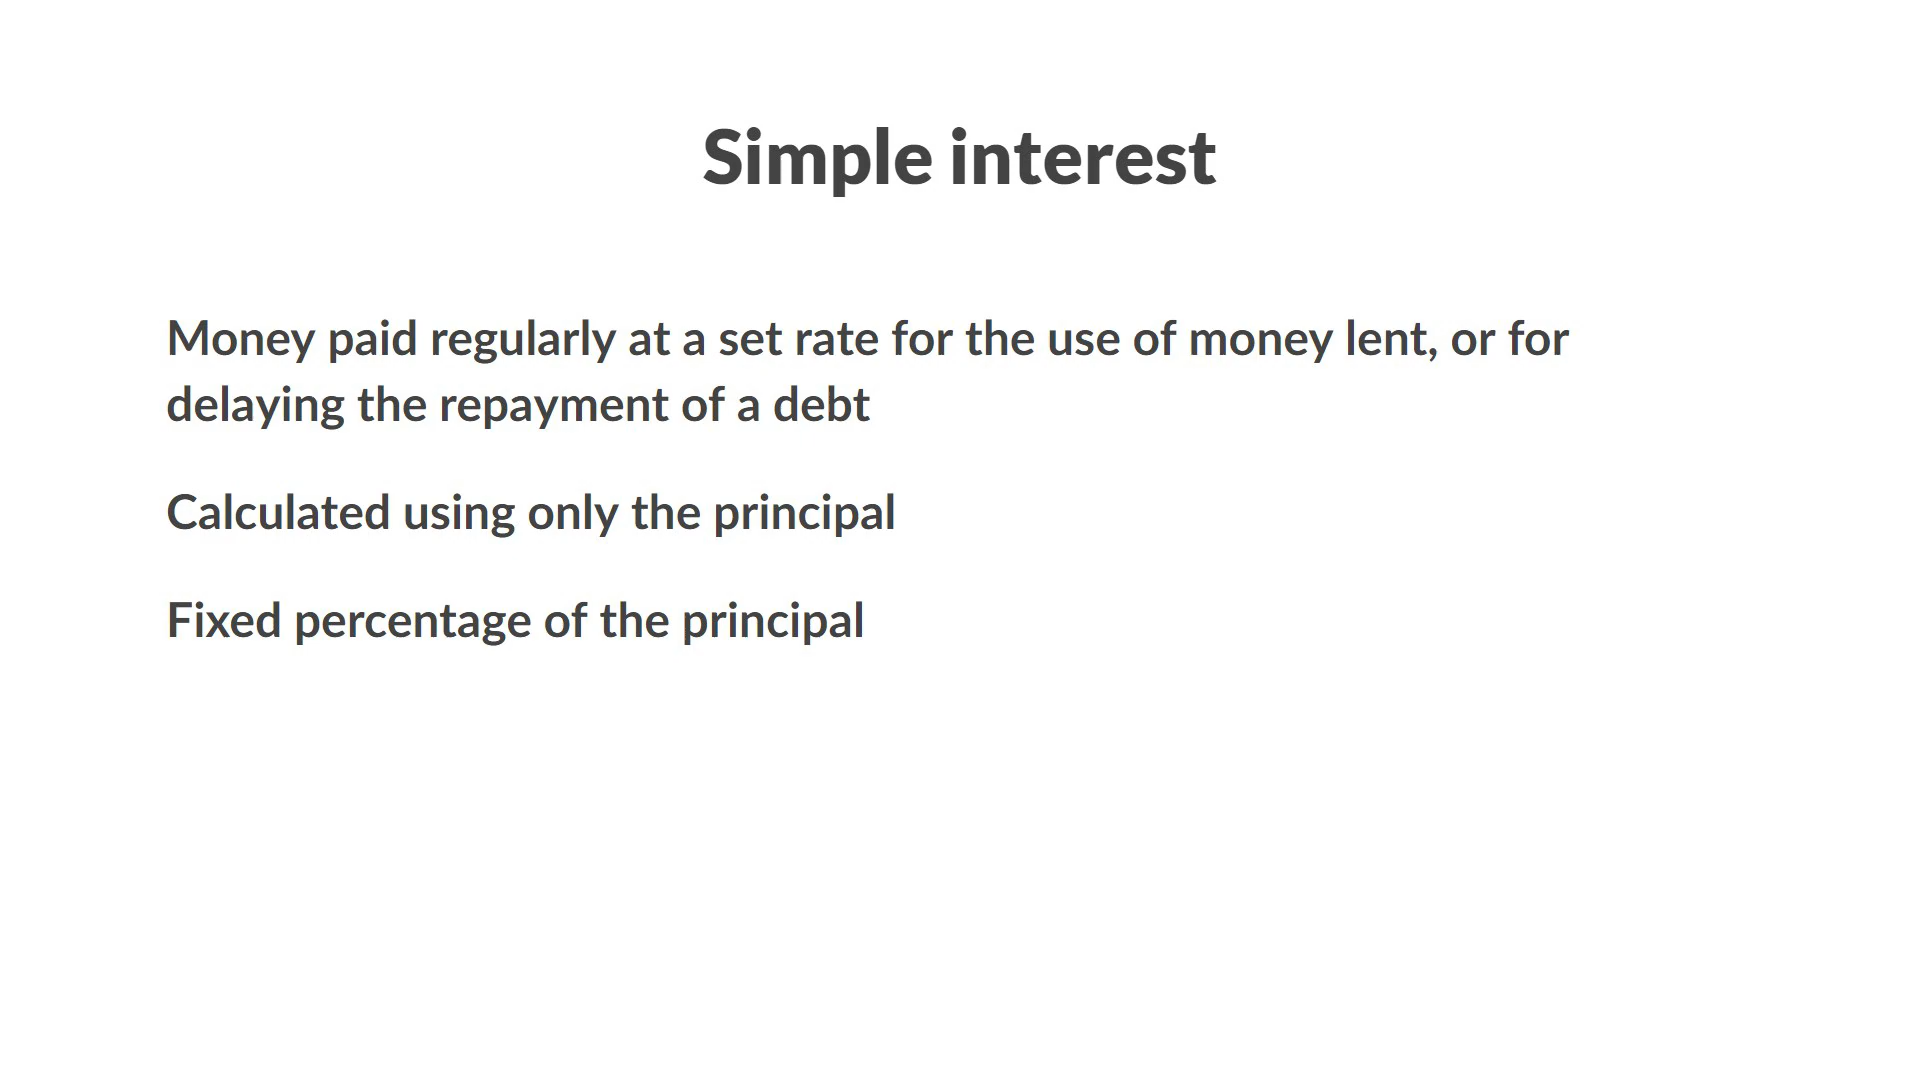 Simple interest
Money paid regularly at a set rate for the use of money lent, or for
delaying the repayment of a debt
Calculated using only the principal
Fixed percentage of the principal